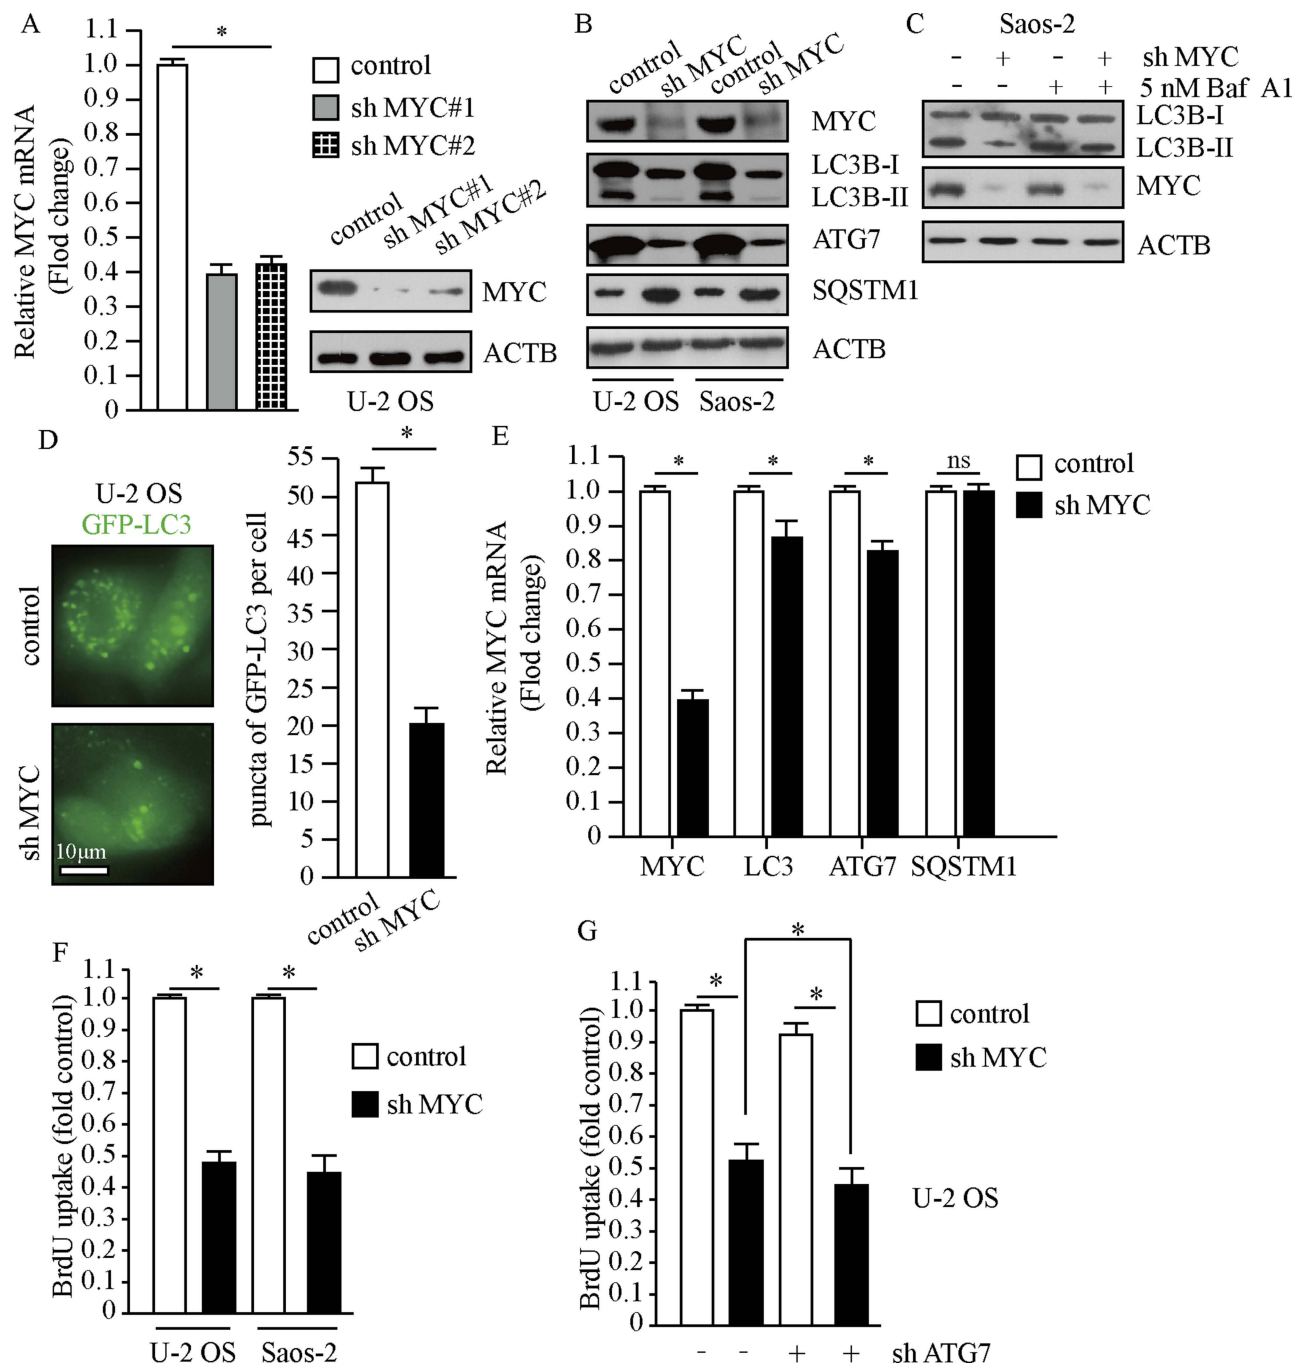 A
Relative MYC mRNA
(Flod change)
1.1
1.0
0.9
0.8
0.7
0.6
0.5
0.4
0.3
0.2
0.1
0
*
control
sh MYC#1
sh MYC#2
control
sh MYC#1
sh MYC#2
MYC
ACTB
U-2 OS
B
control
sh MYC
control
sh MYC
MYC
LC3B-I
LC3B-II
ATG7
SQSTM1
ACTB
U-2 OS Saos-2
C
Saos-2
- + - + sh MYC
- - + + 5 nM Baf A1
LC3B-I
LC3B-II
MYC
ACTB
D
U-2 OS
GFP-LC3
control
sh MYC
10μm
puncta of GFP-LC3 per cell
55
50
45
40
35
50
25
20
15
10
5
0
*
control
sh MYC
E
Relative MYC mRNA
(Flod change)
1.1
1.0
0.9
0.8
0.7
0.6
0.5
0.4
0.3
0.2
0.1
0
* * * ns
control
sh MYC
MYC LC3 ATG7 SQSTM1
F
BrdU uptake (fold control)
1.1
1.0
0.9
0.8
0.7
0.6
0.5
0.4
0.3
0.2
0.1
0
* *
control
sh MYC
U-2 OS Saos-2
G
BrdU uptake (fold control)
1.1
1.0
0.9
0.8
0.7
0.6
0.5
0.4
0.3
0.2
0.1
0
*
* *
control
sh MYC
U-2 OS
- - + + sh ATG7